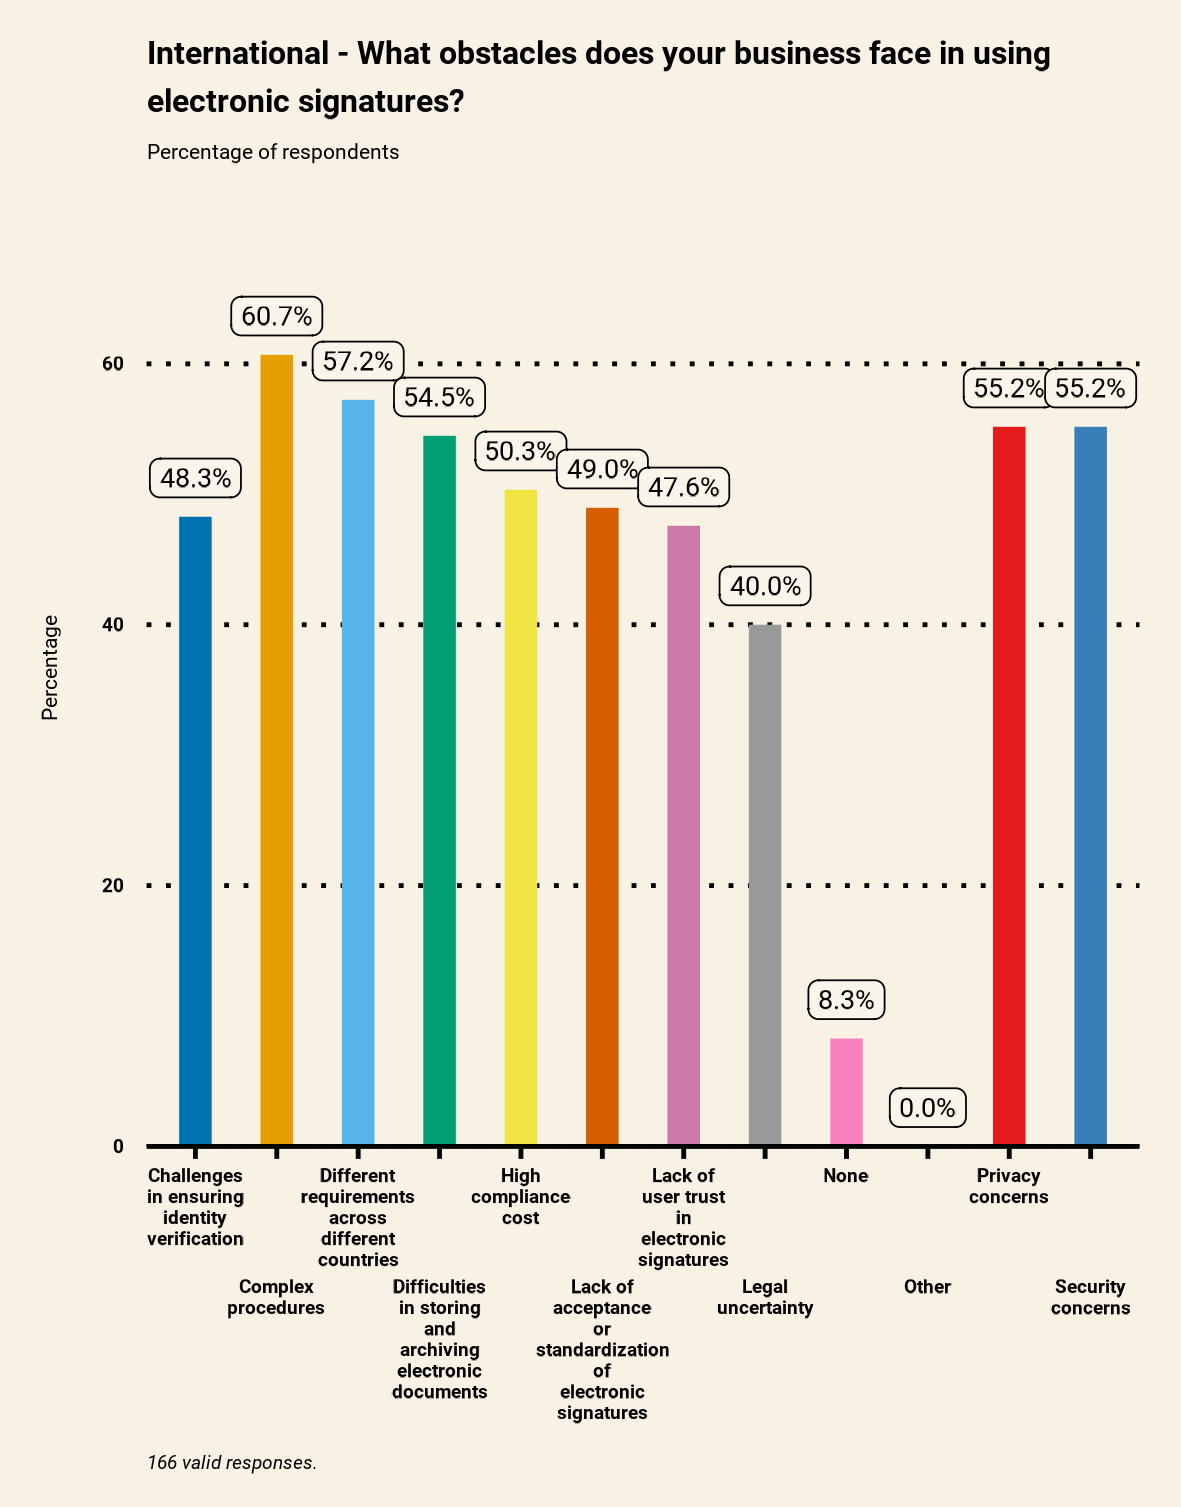 International - What obstacles does your business face in using
electronic signatures?
Percentage of respondents
60.7%
60
57.2%
54.5%
55.2%
55.2%
50.3%
49.0%
48.3%
47.6%
40.0%
40
Percentage
20
8.3%
0.0%
0
Challenges
in ensuring
identity
verification
Complex
procedures
Different
requirements
across
different
countries
Difficulties
in storing
and
archiving
electronic
documents
High
compliance
cost
Lack of
acceptance
or
standardization
of
electronic
signatures
Lack of
user trust
in
electronic
signatures
Legal
uncertainty
None
Other
Privacy
concerns
Security
concerns
166 valid responses.